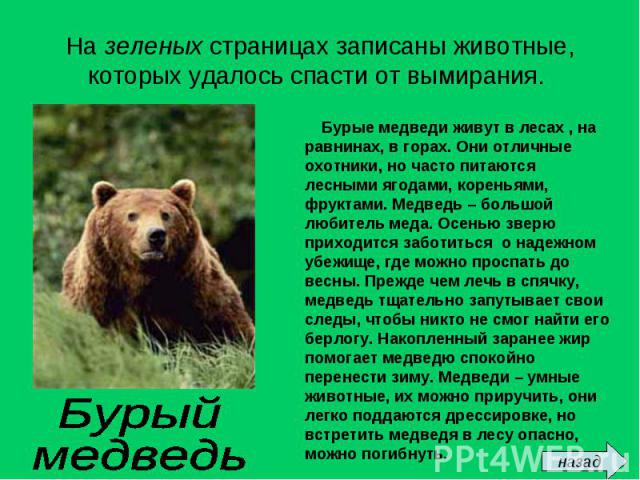 На зеленых страницах записаны животные,
которых удалось спасти от вымирания.
Бурые медведи живут в лесах , на
равнинах, в горах. Они отличные
охотники, но часто питаются
лесными ягодами, кореньями,
фруктами. Медведь – большой
любитель меда. Осенью зверю
приходится заботиться о надежном
убежище, где можно проспать до
весны. Прежде чем лечь в спячку,
медведь тщательно запутывает свои
следы, чтобы никто не смог найти его
берлогу. Накопленный заранее жир
помогает медведю спокойно
перенести зиму. Медведи – умные
животные, их можно приручить, они
легко поддаются дрессировке, но
встретить медведя в лесу опасно,
можно погибнуть.
Бурый
медведь
назад
PPt4WEB.ru